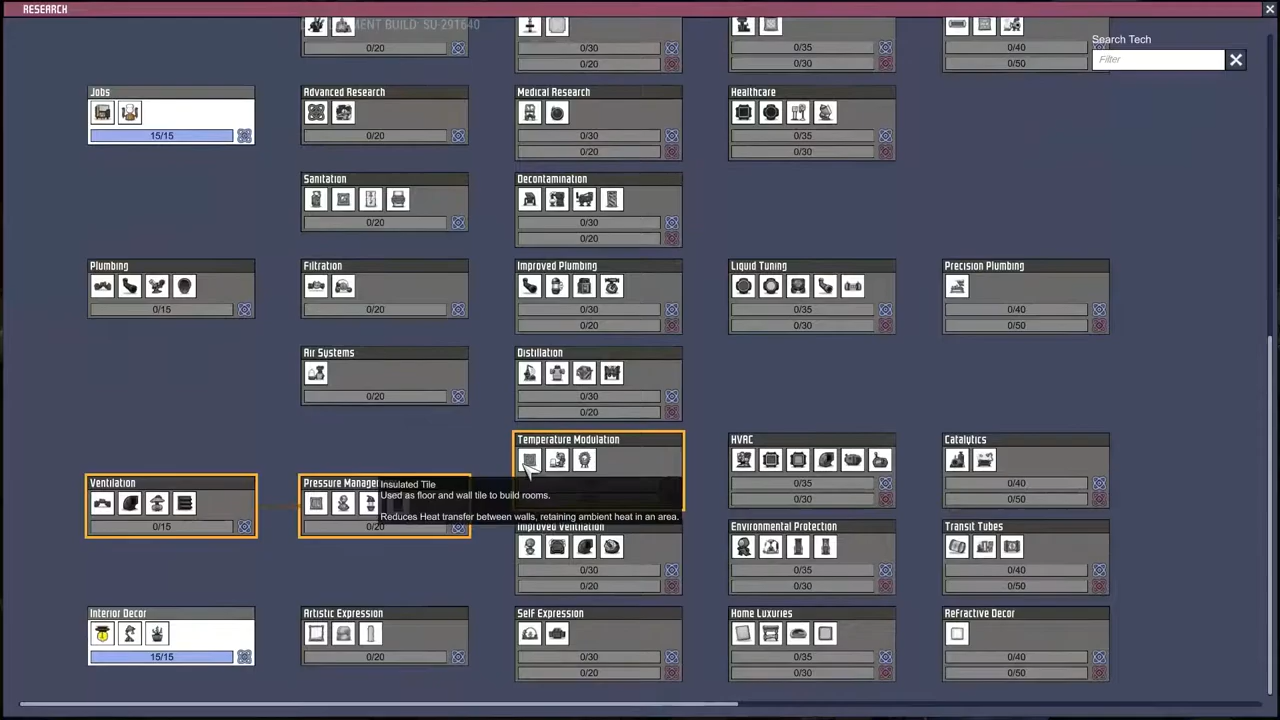 RESEARCH
MENT BUILD SU-291640
Search Tech
Filter
0/20
0/30
0/35
0/40
0/20
0/30
0/50
Jobs
Advanced Research
Medical Research
Healthcare
15/15
0/20
0/30
0/35
0/20
0/30
Sanitation
Decontamination
0/20
0/30
0/20
Plumbing
Filtration
Improved Plumbing
Liquid Tuning
Precision Plumbing
0/15
0/20
0/30
0/35
0/40
0/20
0/30
0/50
Air Systems
Distillation
0/20
0/30
0/20
Temperature Modulation
HVAC
Catalytics
0/35
0/40
0/30
0/50
Ventilation
Pressure Manage
0/15
0/20
Insulated Tile
Used as floor and wall tile to build rooms.
Reduces Heat transfer between walls, retaining ambient heat in an area.
Improved Ventilation
Environmental Protection
Transit Tubes
0/30
0/35
0/40
0/20
0/30
0/50
Interior Decor
Artistic Expression
Self Expression
Home Luxuries
Refractive Decor
15/15
0/20
0/30
0/35
0/40
0/20
0/30
0/50